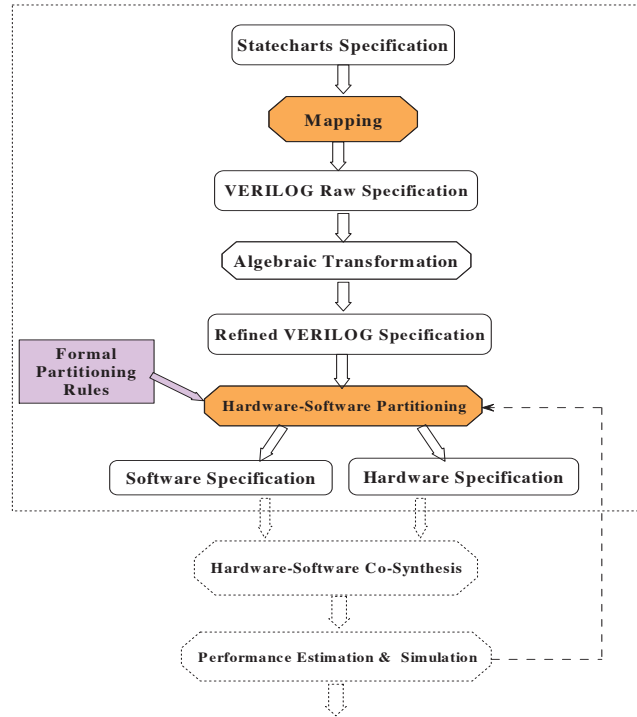 Statecharts Specification
Mapping
VERILOG Raw Specification
Algebraic Transformation
Refined VERILOG Specification
Formal
Partitioning
Rules
Hardware-Software Partitioning
Software Specification
Hardware Specification
Hardware-Software Co-Synthesis
Performance Estimation & Simulation